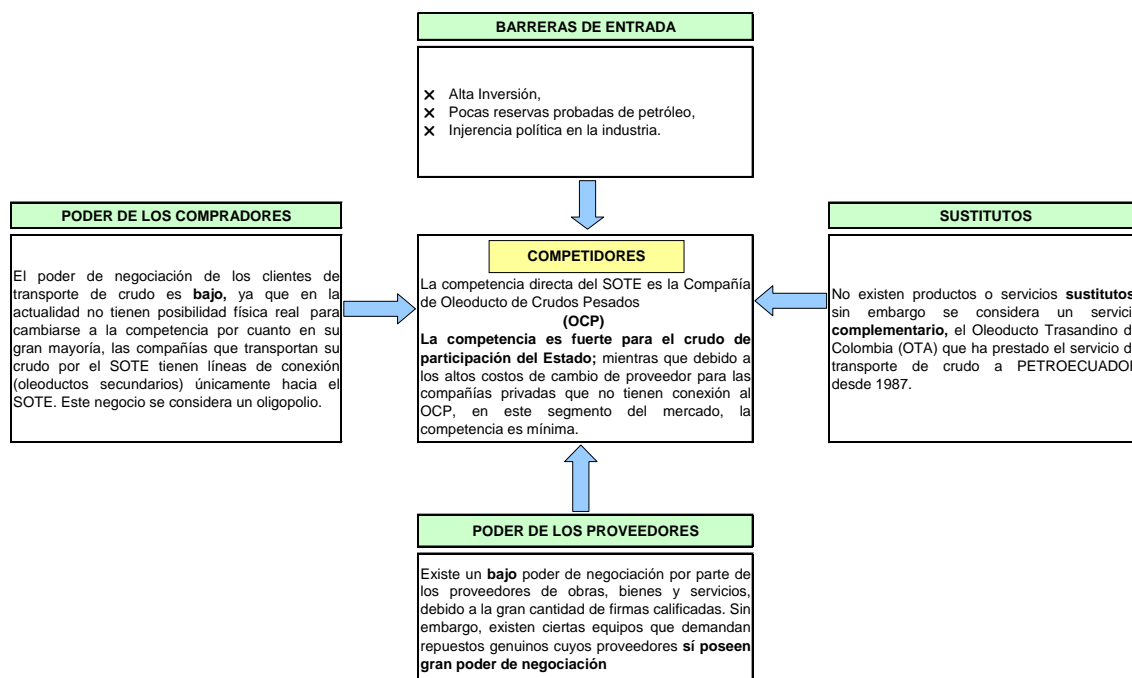 BARRERAS DE ENTRADA
Alta Inversión,
Pocas reservas probadas de petróleo,
Injerencia política en la industria.
PODER DE LOS COMPRADORES
El poder de negociación de los clientes de
transporte de crudo es bajo, ya que en la
actualidad no tienen posibilidad física real para
cambiarse a la competencia por cuanto en su
gran mayoría, las compañías que transportan su
crudo por el SOTE tienen líneas de conexión
(oleoductos secundarios) únicamente hacia el
SOTE. Este negocio se considera un oligopolio.
COMPETIDORES
La competencia directa del SOTE es la Compañía
de Oleoducto de Crudos Pesados
(OCP)
La competencia es fuerte para el crudo de
participación del Estado; mientras que debido a
los altos costos de cambio de proveedor para las
compañías privadas que no tienen conexión al
OCP, en este segmento del mercado, la
competencia es mínima.
SUSTITUTOS
No existen productos o servicios sustitutos
sin embargo se considera un servici
complementario, el Oleoducto Trasandino d
Colombia (OTA) que ha prestado el servicio d
transporte de crudo a PETROECUADO
desde 1987.
PODER DE LOS PROVEEDORES
Existe un bajo poder de negociación por parte de
los proveedores de obras, bienes y servicios,
debido a la gran cantidad de firmas calificadas. Sin
embargo, existen ciertas equipos que demandan
repuestos genuinos cuyos proveedores sí poseen
gran poder de negociación